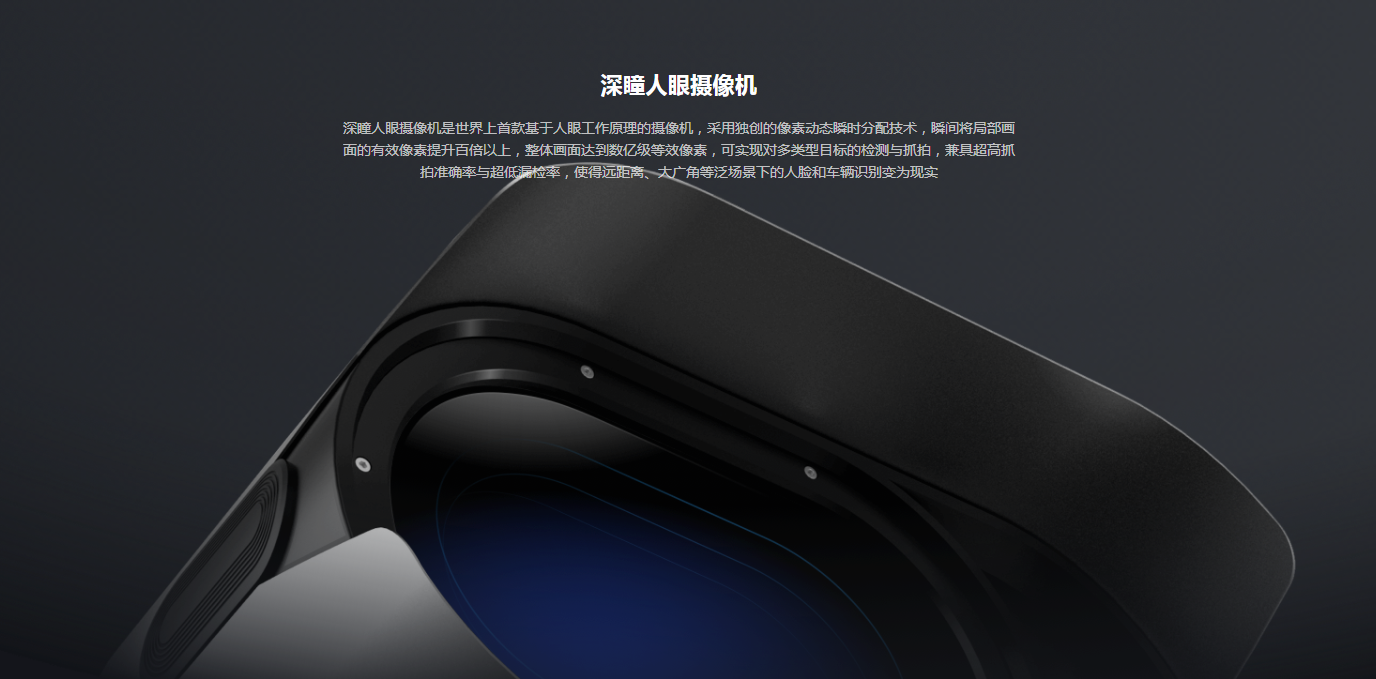 深瞳人眼摄像机
深瞳人眼摄像机是世界上首款基于人眼工作原理的摄像机，采用独创的像素动态瞬时分配技术，瞬间将局部画
面的有效像素提升百倍以上，整体画面达到数亿级等效像素，可实现对多类型目标的检测与抓拍，兼具超高抓
拍准确率与超低漏检率，使得远距离、大广角等泛场景下的人脸和车辆识别变为现实